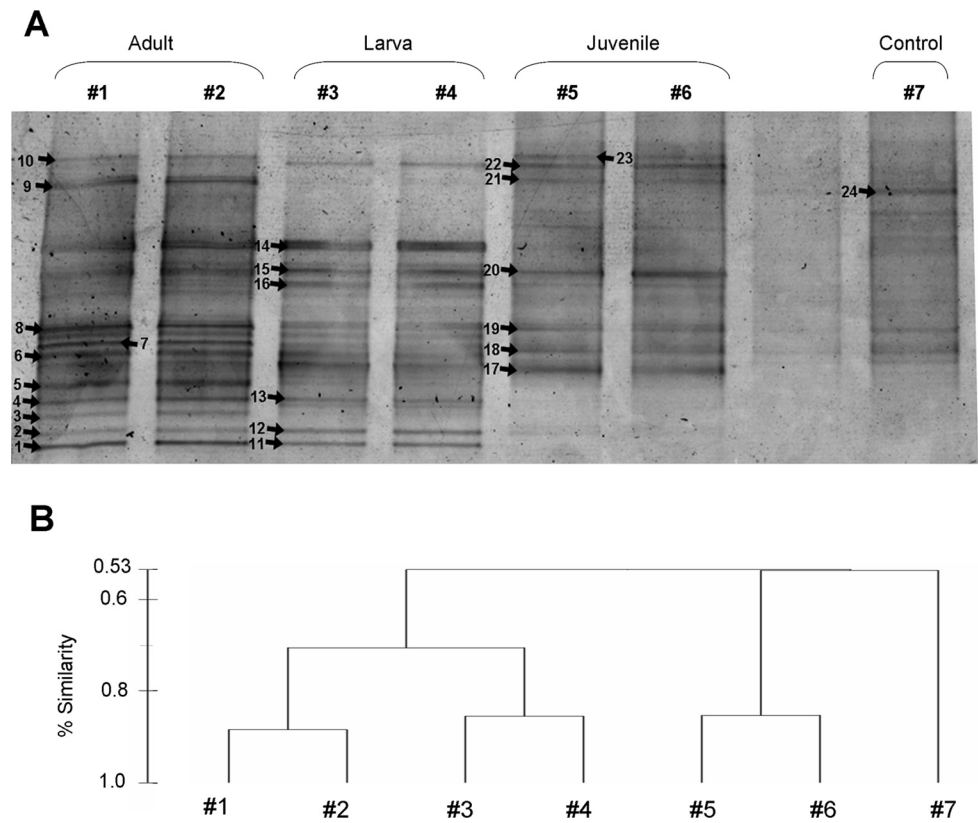 A
Adult Larva Juvenile Control
#1 #2 #3 #4 #5 #6 #7
10 22 23
9 21 24
14
15 20
16
8 19
7
6 18
17
5
4 13
3
2 12
1 11
B
0.53
0.6
0.8
1.0
% Similarity
#1 #2 #3 #4 #5 #6 #7